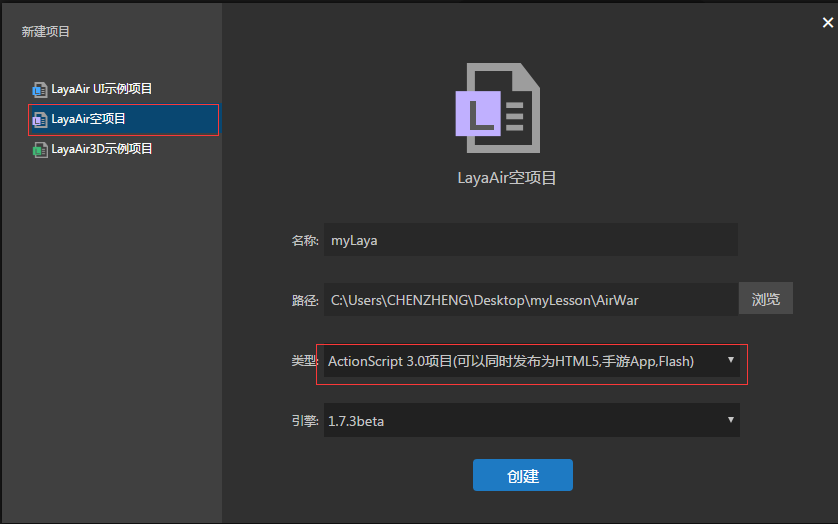 新建项目
LayaAir UI示例项目
LayaAir空项目
LayaAir3D示例项目
LayaAir空项目
名称: myLaya
路径: C:\Users\CHENZHENG\Desktop\myLesson\AirWar 浏览
类型: ActionScript 3.0项目(可以同时发布为HTML5,手游App,Flash)
引擎: 1.7.3beta
创建